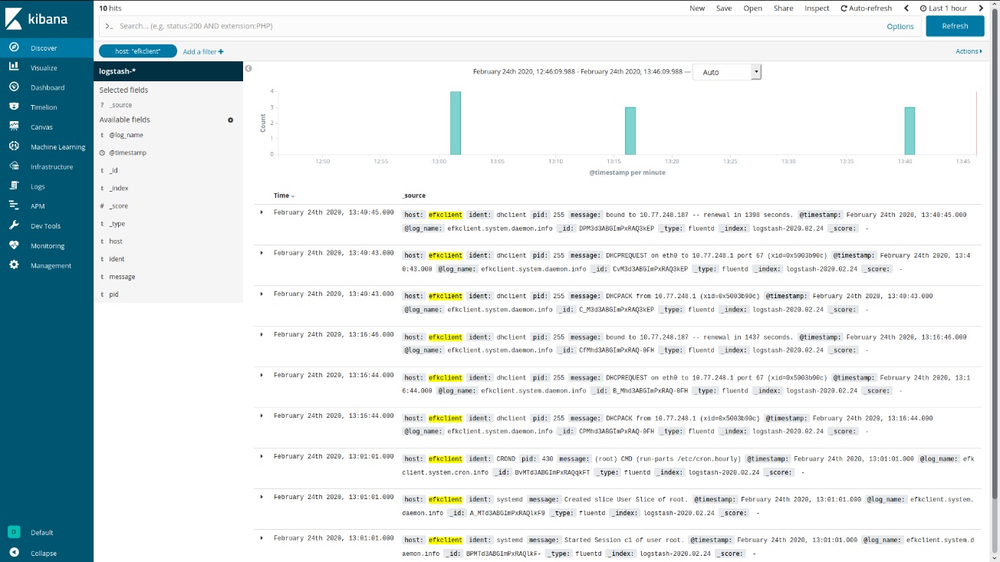 10 hits
New Save Open Share Inspect Auto-refresh Last 1 hour
kibana
>_ Search... (e.g. status:200 AND extension:PHP) Options Refresh
host: "efkclient" Add a filter Actions
Discover
Visualize
Dashboard
Timelion
Canvas
Machine Learning
Infrastructure
Logs
APM
Dev Tools
Monitoring
Management
D Default
Collapse
logstash-*
Selected fields
? _source
Available fields
t @log_name
@timestamp
t _id
t _index
# _score
t _type
t host
t ident
t message
t pid
February 24th 2020, 12:46:09.988 - February 24th 2020, 13:46:09.988 — Auto
Count
4
3
2
1
0
12:50 12:55 13:00 13:05 13:10 13:15 13:20 13:25 13:30 13:35 13:40 13:45
@timestamp per minute
Time _source
February 24th 2020, 13:40:45.000 host: efkclient ident: dhclient pid: 255 message: bound to 10.77.248.187 -- renewal in 1398 seconds. @timestamp: February 24th 2020, 13:40:45.000
@log_name: efkclient.system.daemon.info _id: DPM3d3ABGImPxRAQ3kEP _type: fluentd _index: logstash-2020.02.24 _score: -
February 24th 2020, 13:40:43.000 host: efkclient ident: dhclient pid: 255 message: DHCPREQUEST on eth0 to 10.77.248.1 port 67 (xid=0x5003b90c) @timestamp: February 24th 2020, 13:4
0:43.000 @log_name: efkclient.system.daemon.info _id: CvM3d3ABGImPxRAQ3kEP _type: fluentd _index: logstash-2020.02.24 _score: -
February 24th 2020, 13:40:43.000 host: efkclient ident: dhclient pid: 255 message: DHCPACK from 10.77.248.1 (xid=0x5003b90c) @timestamp: February 24th 2020, 13:40:43.000
@log_name: efkclient.system.daemon.info _id: C_M3d3ABGImPxRAQ3kEP _type: fluentd _index: logstash-2020.02.24 _score: -
February 24th 2020, 13:16:46.000 host: efkclient ident: dhclient pid: 255 message: bound to 10.77.248.187 -- renewal in 1437 seconds. @timestamp: February 24th 2020, 13:16:46.000
@log_name: efkclient.system.daemon.info _id: CfMhd3ABGImPxRAQ-0FH _type: fluentd _index: logstash-2020.02.24 _score: -
February 24th 2020, 13:16:44.000 host: efkclient ident: dhclient pid: 255 message: DHCPREQUEST on eth0 to 10.77.248.1 port 67 (xid=0x5003b90c) @timestamp: February 24th 2020, 13:1
6:44.000 @log_name: efkclient.system.daemon.info _id: B_Mhd3ABGImPxRAQ-0FH _type: fluentd _index: logstash-2020.02.24 _score: -
February 24th 2020, 13:16:44.000 host: efkclient ident: dhclient pid: 255 message: DHCPACK from 10.77.248.1 (xid=0x5003b90c) @timestamp: February 24th 2020, 13:16:44.000
@log_name: efkclient.system.daemon.info _id: CPMhd3ABGImPxRAQ-0FH _type: fluentd _index: logstash-2020.02.24 _score: -
February 24th 2020, 13:01:01.000 host: efkclient ident: CROND pid: 430 message: (root) CMD (run-parts /etc/cron.hourly) @timestamp: February 24th 2020, 13:01:01.000 @log_name: efk
client.system.cron.info _id: BvMTd3ABGImPxRAQqkFT _type: fluentd _index: logstash-2020.02.24 _score: -
February 24th 2020, 13:01:01.000 host: efkclient ident: systemd message: Created slice User Slice of root. @timestamp: February 24th 2020, 13:01:01.000 @log_name: efkclient.system.
daemon.info _id: A_MTd3ABGImPxRAQlkF9 _type: fluentd _index: logstash-2020.02.24 _score: -
February 24th 2020, 13:01:01.000 host: efkclient ident: systemd message: Started Session c1 of user root. @timestamp: February 24th 2020, 13:01:01.000 @log_name: efkclient.system.d
aemon.info _id: BPMTd3ABGImPxRAQlkF- _type: fluentd _index: logstash-2020.02.24 _score: -